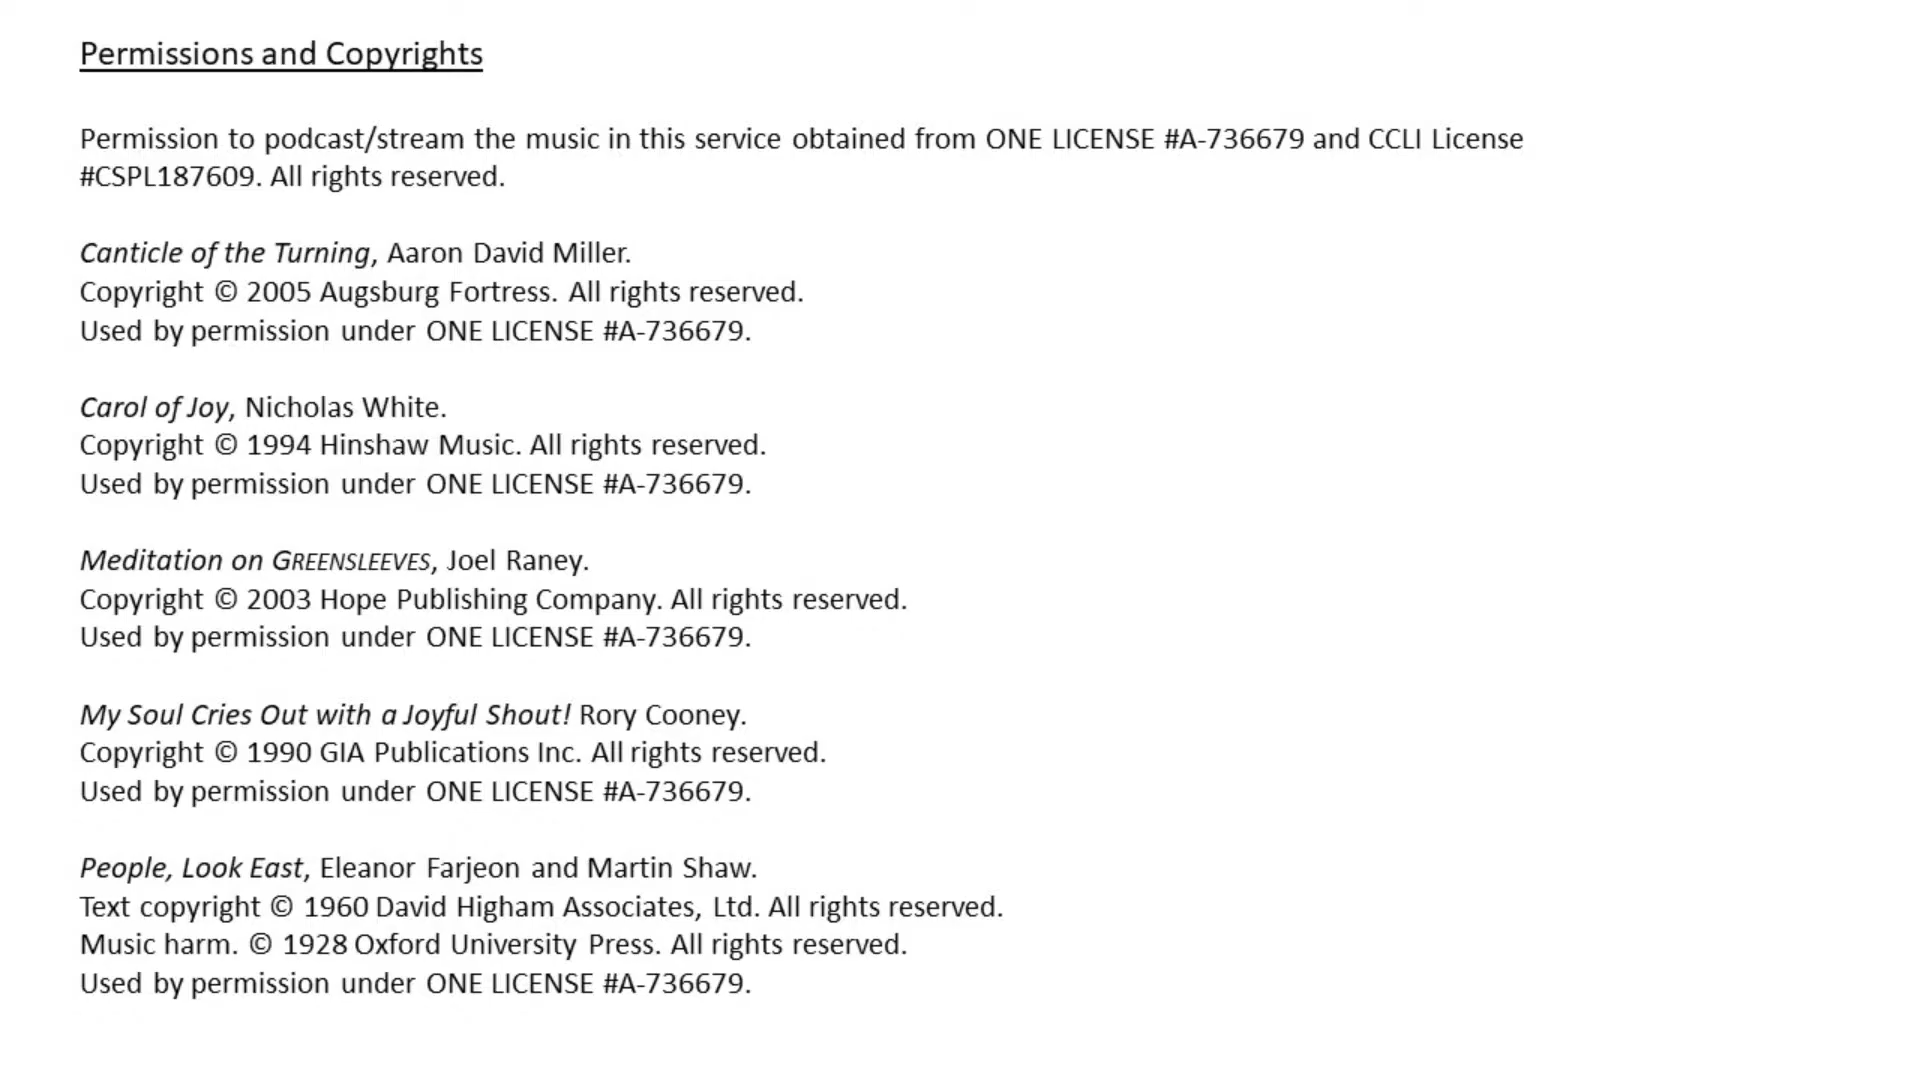 Permissions and Copyrights
Permission to podcast/stream the music in this service obtained from ONE LICENSE #A-736679 and CCLI License
#CSPL187609. All rights reserved.
Canticle of the Turning, Aaron David Miller.
Copyright © 2005 Augsburg Fortress. All rights reserved.
Used by permission under ONE LICENSE #A-736679.
Carol of Joy, Nicholas White.
Copyright © 1994 Hinshaw Music. All rights reserved.
Used by permission under ONE LICENSE #A-736679.
Meditation on GREENSLEEVES, Joel Raney.
Copyright © 2003 Hope Publishing Company. All rights reserved.
Used by permission under ONE LICENSE #A-736679.
My Soul Cries Out with a Joyful Shout! Rory Cooney.
Copyright © 1990 GIA Publications Inc. All rights reserved.
Used by permission under ONE LICENSE #A-736679.
People, Look East, Eleanor Farjeon and Martin Shaw.
Text copyright © 1960 David Higham Associates, Ltd. All rights reserved.
Music harm. © 1928 Oxford University Press. All rights reserved.
Used by permission under ONE LICENSE #A-736679.